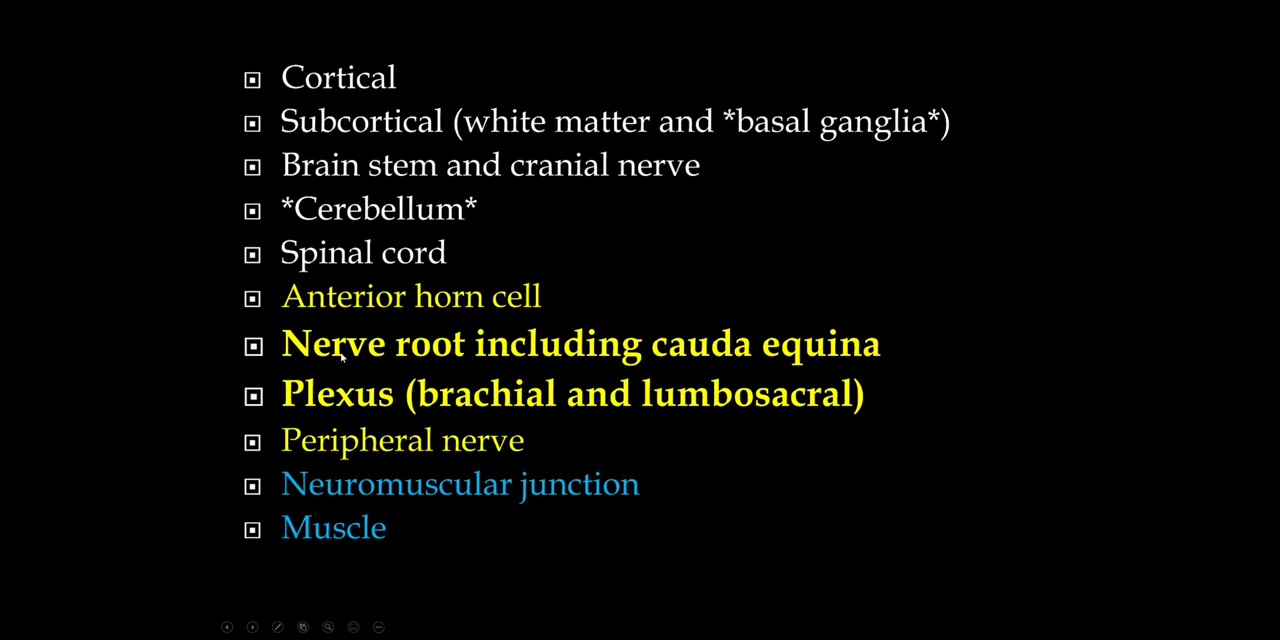 Cortical
Subcortical (white matter and *basal ganglia*)
Brain stem and cranial nerve
*Cerebellum*
Spinal cord
Anterior horn cell
Nerve root including cauda equina
Plexus (brachial and lumbosacral)
Peripheral nerve
Neuromuscular junction
Muscle